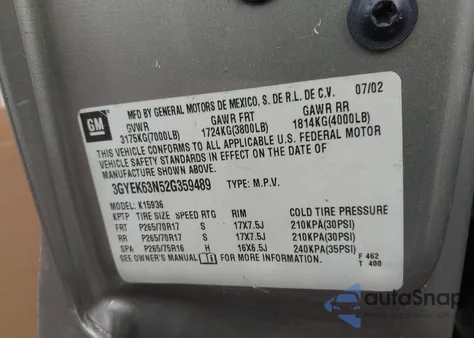 07/02
GM
MFD BY GENERAL MOTORS DE MEXICO, S. DE R.L. DE C.V.
GVWR GAWR FRT GAWR RR
3175KG(7000LB) 1724KG(3800LB) 1814KG(4000LB)
THIS VEHICLE CONFORMS TO ALL APPLICABLE U.S. FEDERAL MOTOR
VEHICLE SAFETY STANDARDS IN EFFECT ON THE DATE OF
MANUFACTURE SHOWN ABOVE.
3GYEK63N52G359489 TYPE: M.P.V.
K15936
KPTP TIRE SIZE SPEED RTG RIM COLD TIRE PRESSURE
FRT P265/70R17 S 17X7.5J 210KPA(30PSI)
RR P265/70R17 S 17X7.5J 210KPA(30PSI)
SPA P265/75R16 H 16X6.5J 240KPA(35PSI)
SEE OWNER'S MANUAL FOR MORE INFORMATION.
F 462
T 400
autoSnap